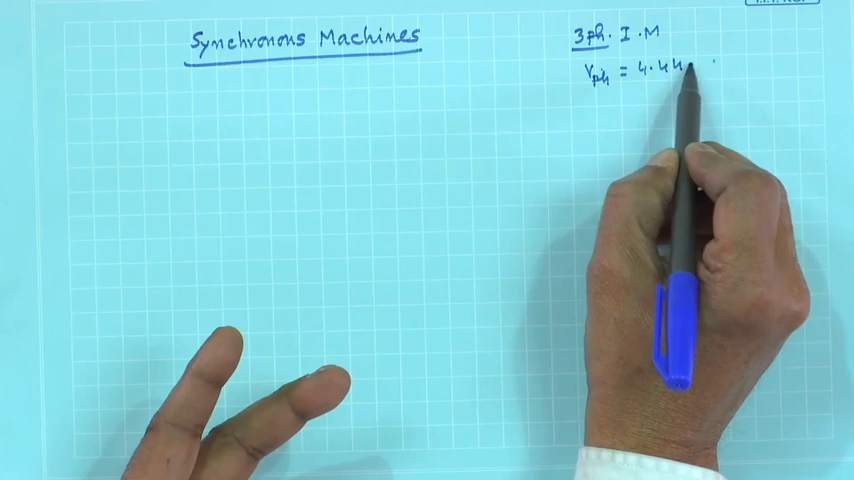 Synchronous Machines
3ph. I.M
Vph = 4.44